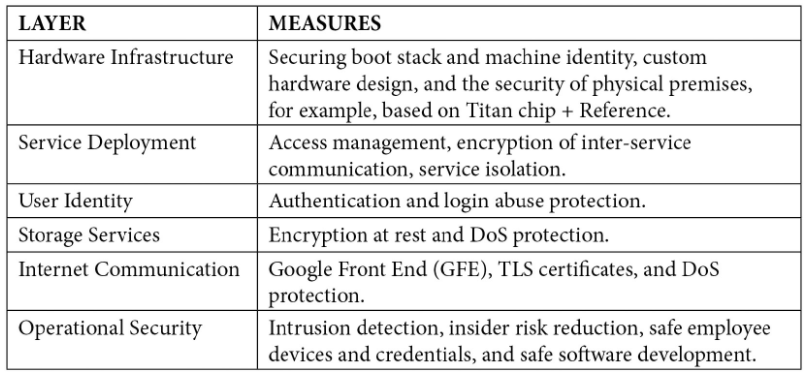 LAYER MEASURES
Hardware Infrastructure Securing boot stack and machine identity, custom
hardware design, and the security of physical premises,
for example, based on Titan chip + Reference.
Service Deployment Access management, encryption of inter-service
communication, service isolation.
User Identity Authentication and login abuse protection.
Storage Services Encryption at rest and DoS protection.
Internet Communication Google Front End (GFE), TLS certificates, and DoS
protection.
Operational Security Intrusion detection, insider risk reduction, safe employee
devices and credentials, and safe software development.